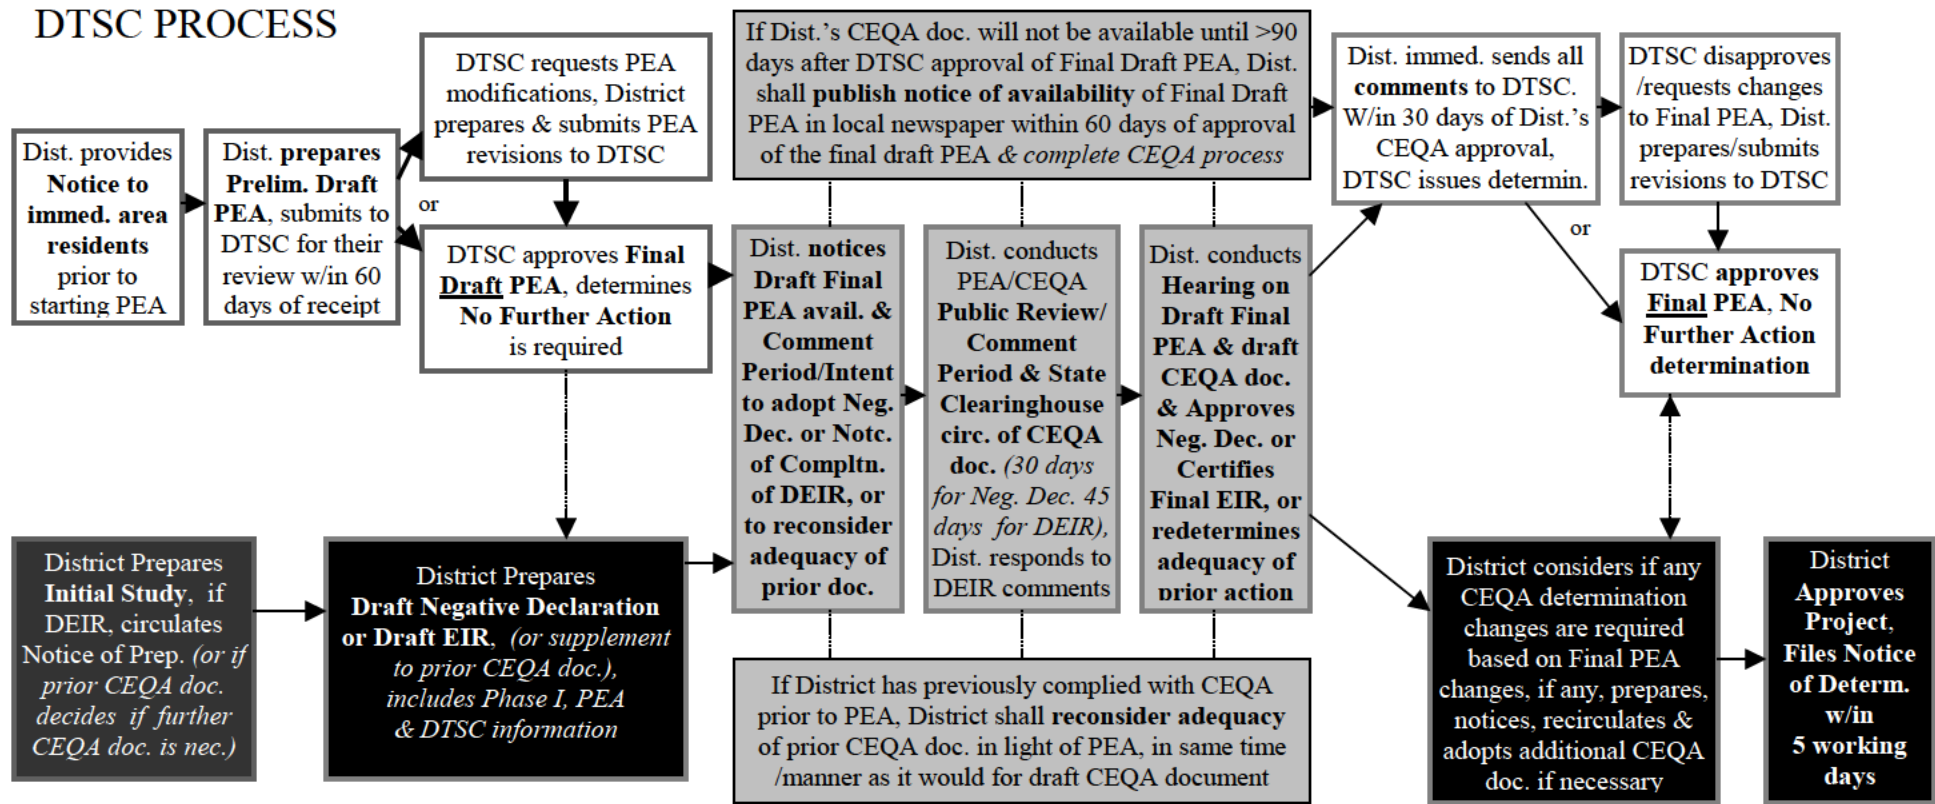 DTSC PROCESS
Dist. provides
Notice to
immed. area
residents
prior to
starting PEA
Dist. prepares
Prelim. Draft
PEA, submits to
DTSC for their
review w/in 60
days of receipt
DTSC requests PEA
modifications, District
prepares & submits PEA
revisions to DTSC
or
DTSC approves Final
Draft PEA, determines
No Further Action
is required
If Dist.'s CEQA doc. will not be available until >90
days after DTSC approval of Final Draft PEA, Dist.
shall publish notice of availability of Final Draft
PEA in local newspaper within 60 days of approval
of the final draft PEA & complete CEQA process
Dist. notices
Draft Final
PEA avail. &
Comment
Period/Intent
to adopt Neg.
Dec. or Notc.
of Compltn.
of DEIR, or
to reconsider
adequacy of
prior doc.
Dist. conducts
PEA/CEQA
Public Review/
Comment
Period & State
Clearinghouse
circ. of CEQA
doc. (30 days
for Neg. Dec. 45
days for DEIR),
Dist. responds to
DEIR comments
Dist. conducts
Hearing on
Draft Final
PEA & draft
CEQA doc.
& Approves
Neg. Dec. or
Certifies
Final EIR, or
redetermines
adequacy of
prior action
Dist. immed. sends all
comments to DTSC.
W/in 30 days of Dist.'s
CEQA approval,
DTSC issues determin.
DTSC disapproves
/requests changes
to Final PEA, Dist.
prepares/submits
revisions to DTSC
or
DTSC approves
Final PEA, No
Further Action
determination
District Prepares
Initial Study, if
DEIR, circulates
Notice of Prep. (or if
prior CEQA doc.
decides if further
CEQA doc. is nec.)
District Prepares
Draft Negative Declaration
or Draft EIR, (or supplement
to prior CEQA doc.),
includes Phase I, PEA
& DTSC information
If District has previously complied with CEQA
prior to PEA, District shall reconsider adequacy
of prior CEQA doc. in light of PEA, in same time
/manner as it would for draft CEQA document
District considers if any
CEQA determination
changes are required
based on Final PEA
changes, if any, prepares,
notices, recirculates &
adopts additional CEQA
doc. if necessary
District
Approves
Project,
Files Notice
of Determ.
w/in
5 working
days